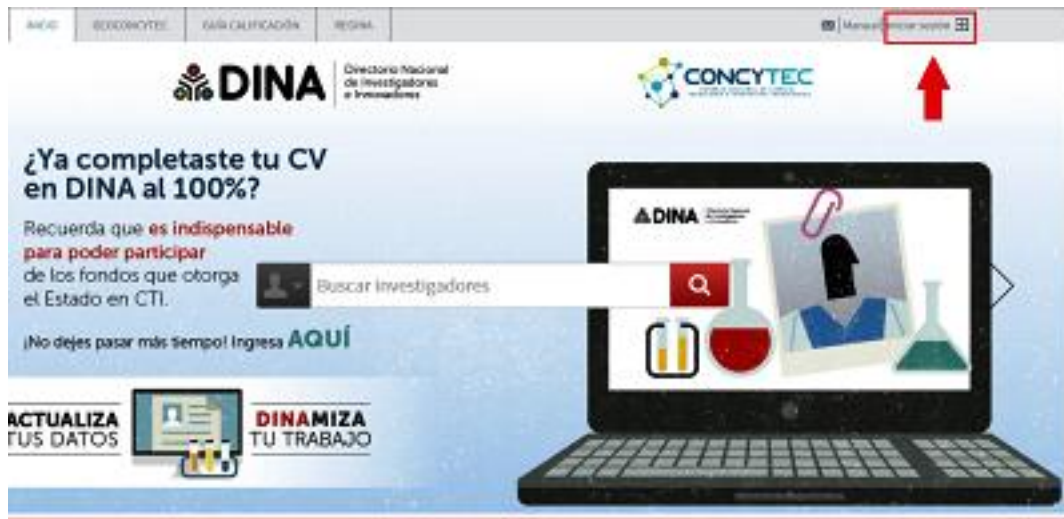 INICIO
GEOCONCYTEC
GUÍA CALIFICACIÓN
REGINA
Manual
Iniciar sesión
DINA
Directorio Nacional
de Investigadores
e Innovadores
CONCYTEC
¿Ya completaste tu CV
en DINA al 100%?
Recuerda que es indispensable
para poder participar
de los fondos que otorga
el Estado en CTI.
Buscar investigadores
¡No dejes pasar más tiempo! Ingresa AQUÍ
ACTUALIZA
TUS DATOS
DINAMIZA
TU TRABAJO
DINA